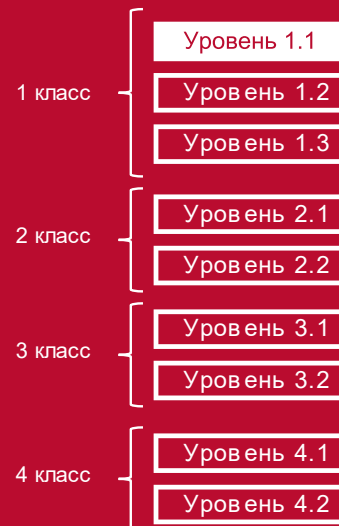 1 класс
Уровень 1.1
Уровень 1.2
Уровень 1.3
2 класс
Уровень 2.1
Уровень 2.2
3 класс
Уровень 3.1
Уровень 3.2
4 класс
Уровень 4.1
Уровень 4.2